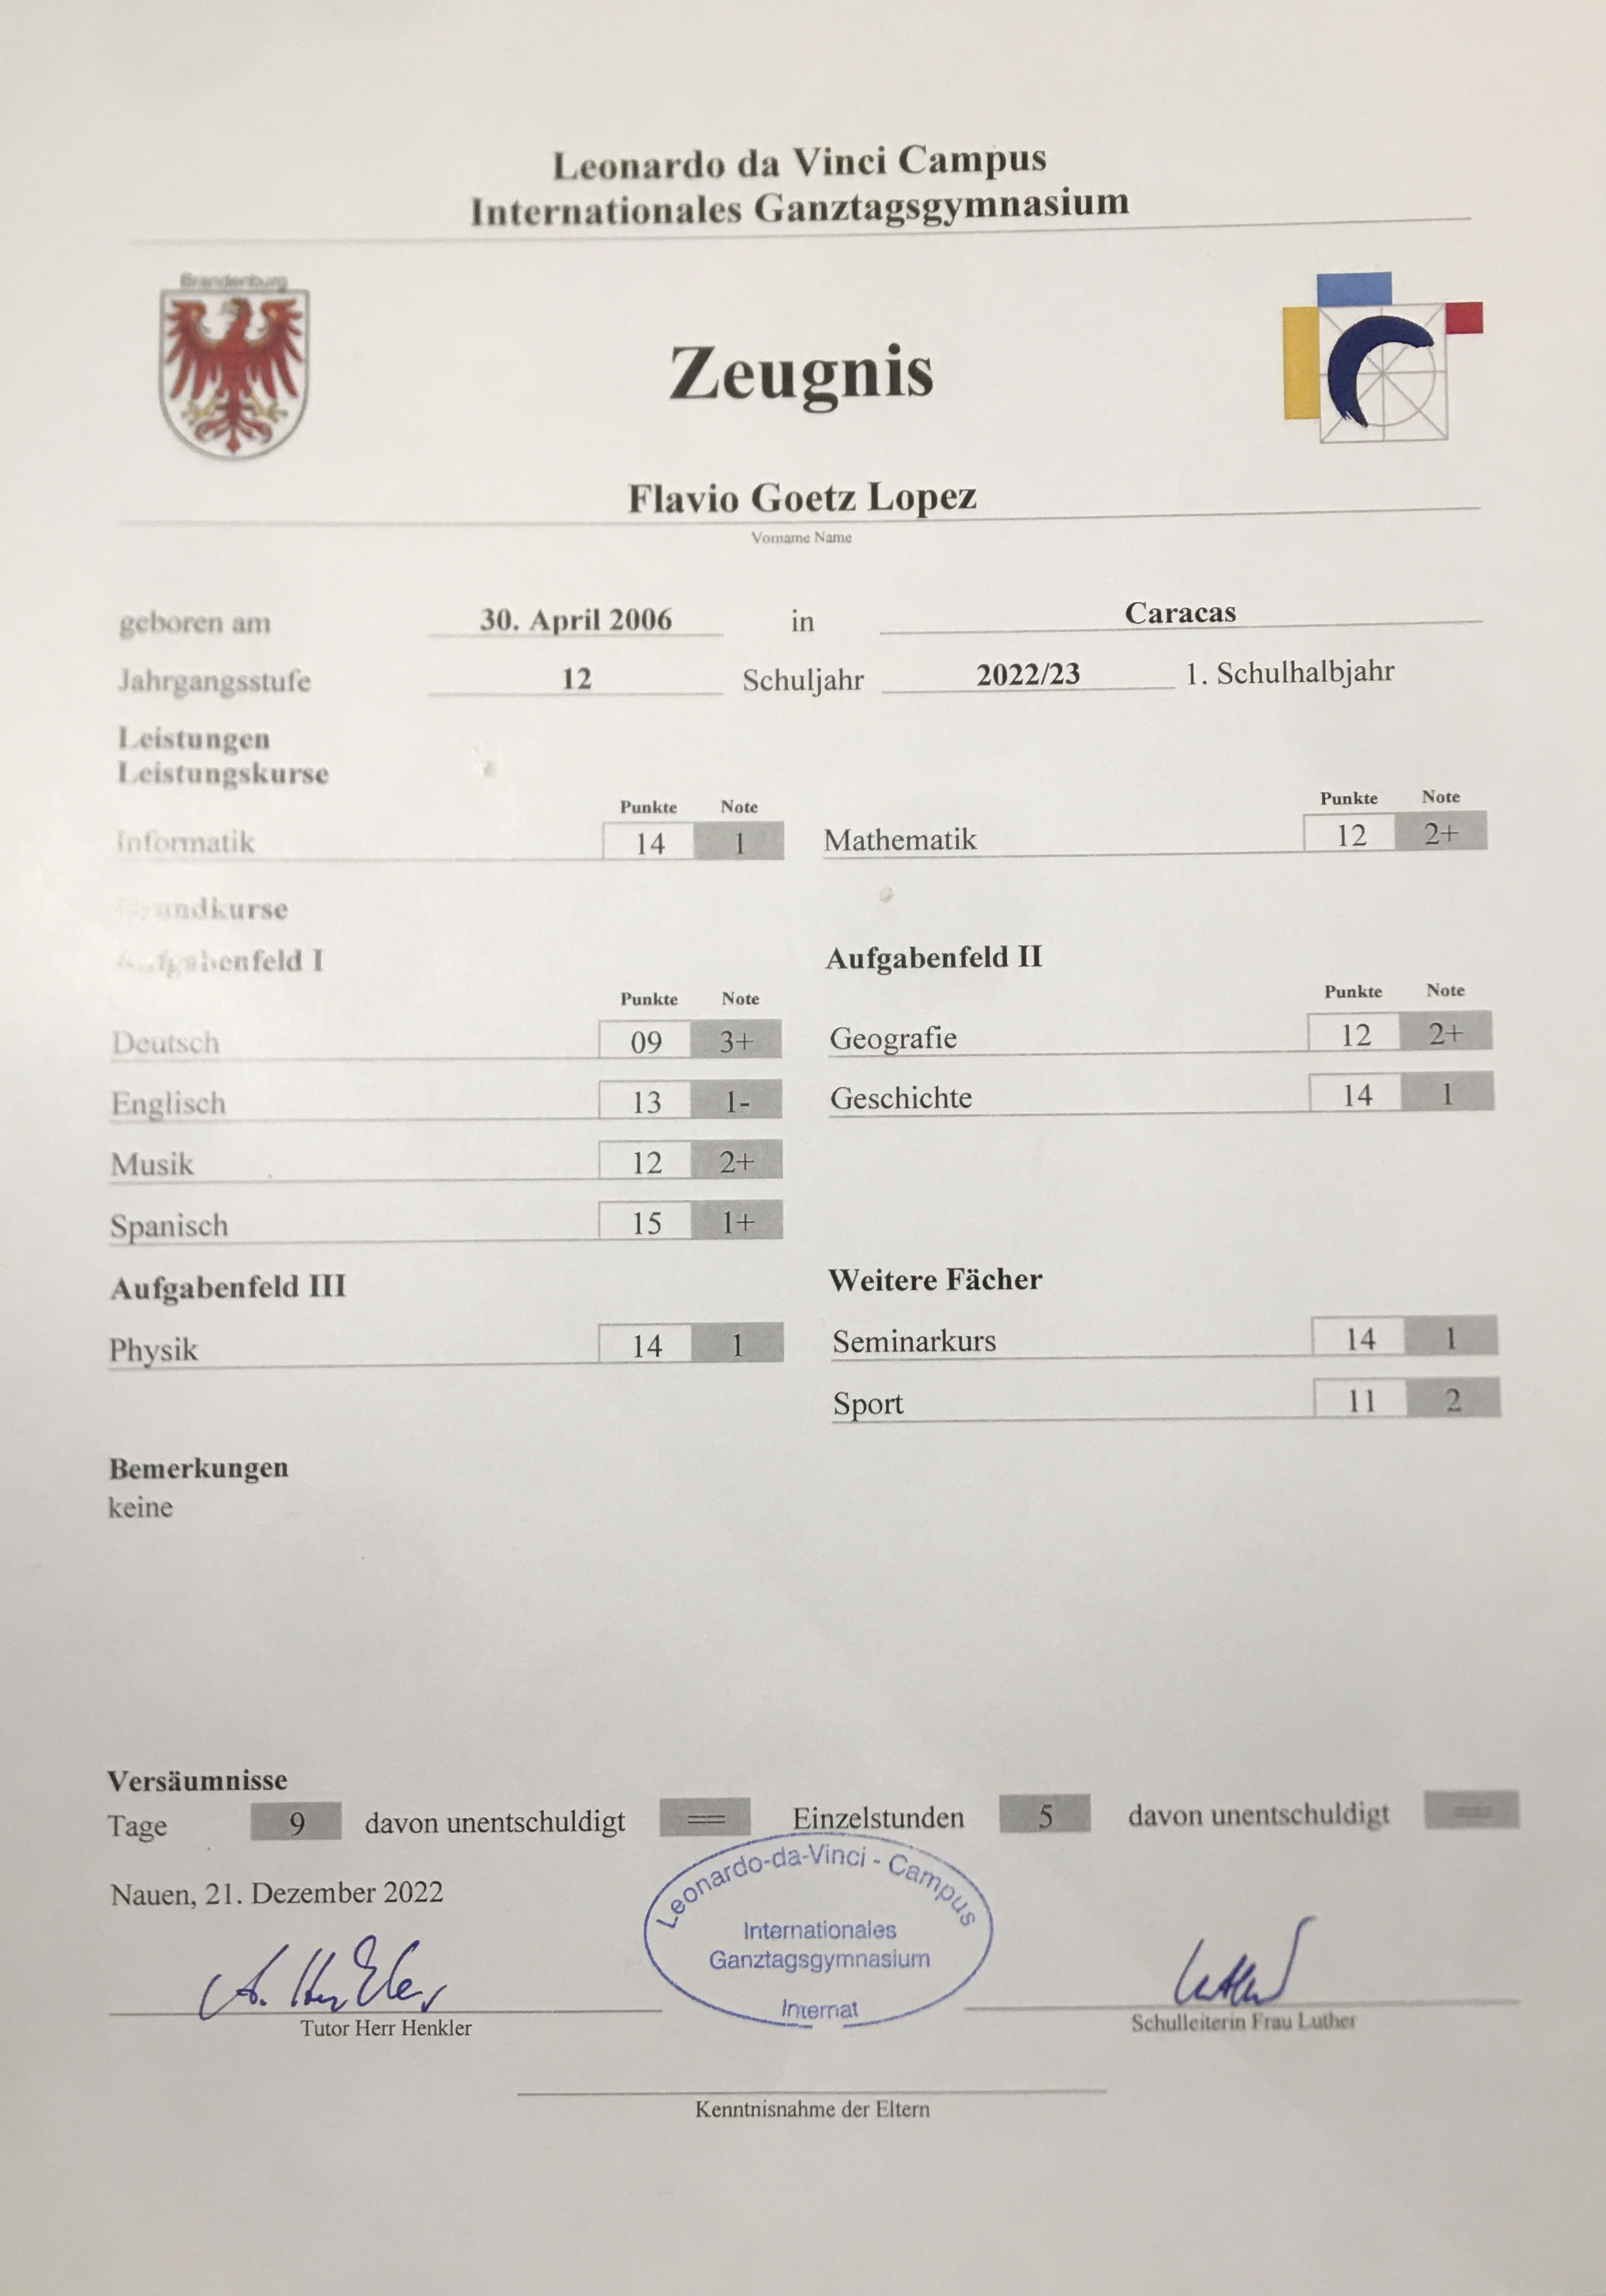 Leonardo da Vinci Campus
Internationales Ganztagsgymnasium
Brandenburg
Zeugnis
Flavio Goetz Lopez
Vorname Name
geboren am 30. April 2006 in Caracas
Jahrgangsstufe 12 Schuljahr 2022/23 1. Schulhalbjahr
Leistungen
Leistungskurse
Punkte Note Punkte Note
Informatik 14 1 Mathematik 12 2+
Grundkurse
Aufgabenfeld I Aufgabenfeld II
Punkte Note Punkte Note
Deutsch 09 3+ Geografie 12 2+
Englisch 13 1- Geschichte 14 1
Musik 12 2+
Spanisch 15 1+
Aufgabenfeld III Weitere Fächer
Physik 14 1 Seminarkurs 14 1
Sport 11 2
Bemerkungen
keine
Versäumnisse
Tage 9 davon unentschuldigt == Einzelstunden 5 davon unentschuldigt ==
Nauen, 21. Dezember 2022
Leonardo-da-Vinci - Campus
Internationales
Ganztagsgymnasium
Internat
A. Henkler
Luther
Tutor Herr Henkler Schulleiterin Frau Luther
Kenntnisnahme der Eltern